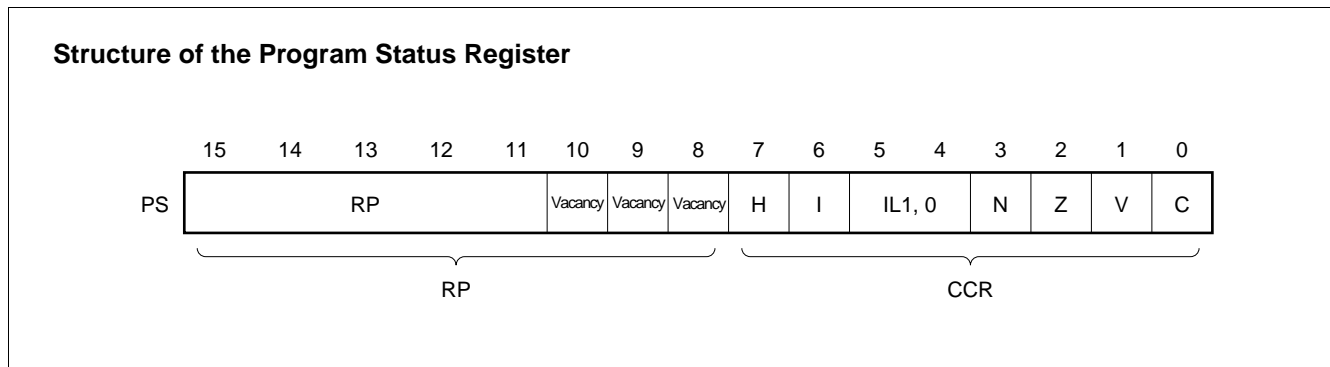 Structure of the Program Status Register
15 14 13 12 11 10 9 8 7 6 5 4 3 2 1 0
PS RP Vacancy Vacancy Vacancy H I IL1, 0 N Z V C
RP CCR